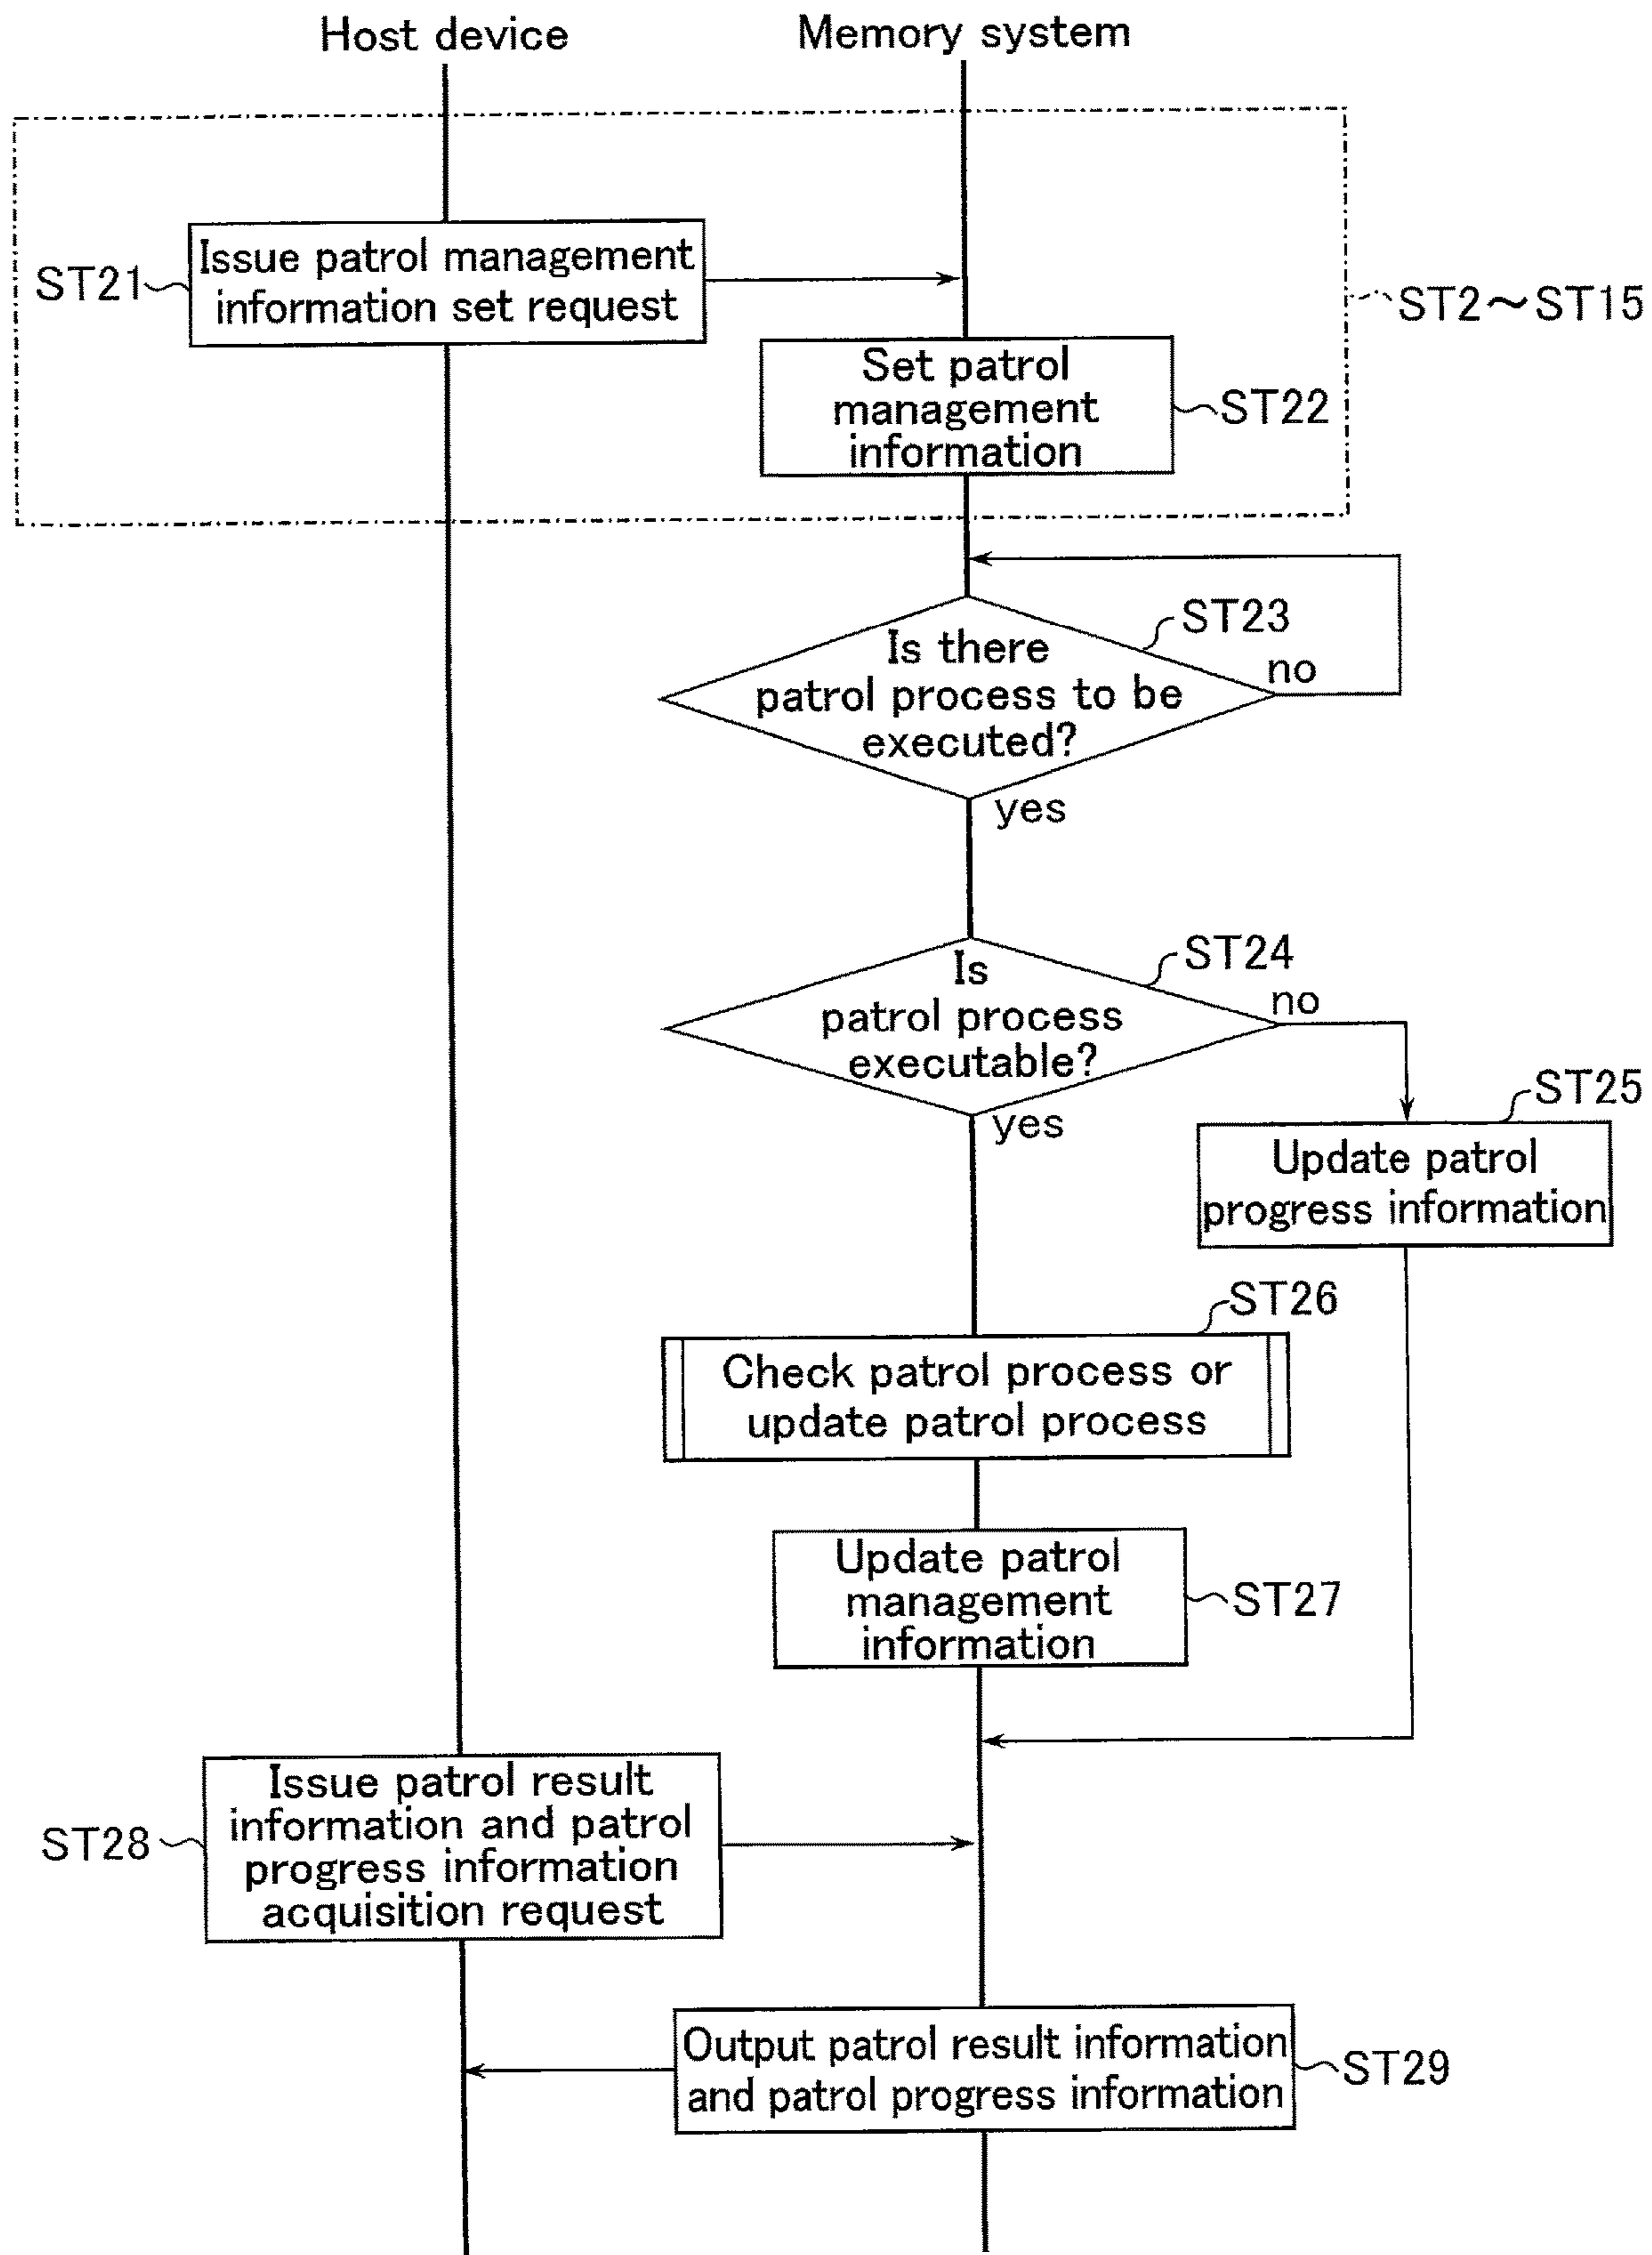 Host device
Memory system
ST21
Issue patrol management
information set request
ST2～ST15
Set patrol
management
information
ST22
ST23
Is there
patrol process to be
executed?
no
yes
ST24
Is
patrol process
executable?
no
yes
ST25
Update patrol
progress information
ST26
Check patrol process or
update patrol process
Update patrol
management
information
ST27
ST28
Issue patrol result
information and patrol
progress information
acquisition request
Output patrol result information
and patrol progress information
ST29